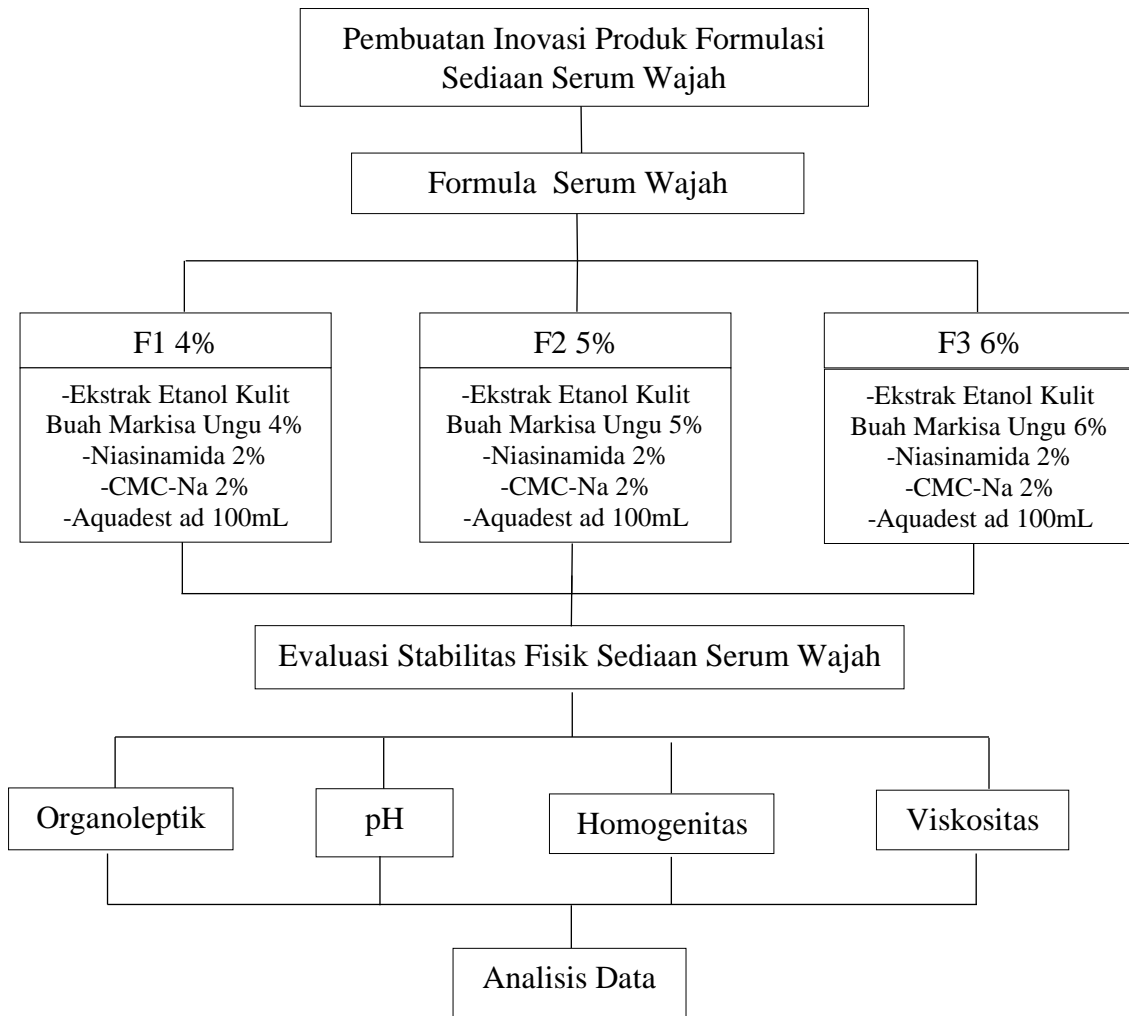 Pembuatan Inovasi Produk Formulasi
Sediaan Serum Wajah
Formula Serum Wajah
F1 4%
-Ekstrak Etanol Kulit
Buah Markisa Ungu 4%
-Niasinamida 2%
-CMC-Na 2%
-Aquadest ad 100mL
F2 5%
-Ekstrak Etanol Kulit
Buah Markisa Ungu 5%
-Niasinamida 2%
-CMC-Na 2%
-Aquadest ad 100mL
F3 6%
-Ekstrak Etanol Kulit
Buah Markisa Ungu 6%
-Niasinamida 2%
-CMC-Na 2%
-Aquadest ad 100mL
Evaluasi Stabilitas Fisik Sediaan Serum Wajah
Organoleptik
pH
Homogenitas
Viskositas
Analisis Data